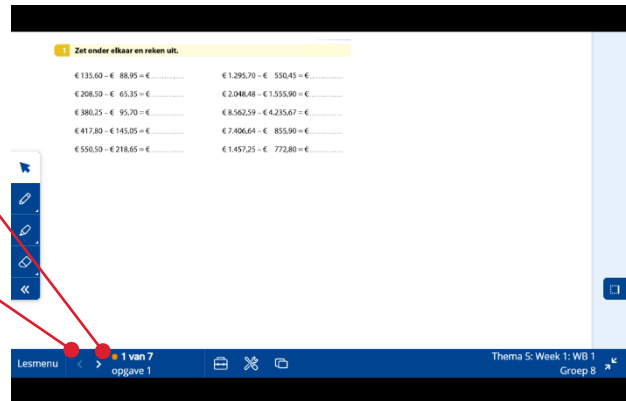 1 Zet onder elkaar en reken uit.
€ 135,60 – € 88,95 = € ............... € 1.295,70 – € 550,45 = € ...............
€ 208,50 – € 65,35 = € ............... € 2.048,48 – € 1.555,90 = € ...............
€ 380,25 – € 95,70 = € ............... € 8.562,59 – € 4.235,67 = € ...............
€ 417,80 – € 145,05 = € ............... € 7.406,64 – € 855,90 = € ...............
€ 550,50 – € 218,65 = € ............... € 1.457,25 – € 772,80 = € ...............
Lesmenu
1 van 7
opgave 1
Thema 5: Week 1: WB 1
Groep 8